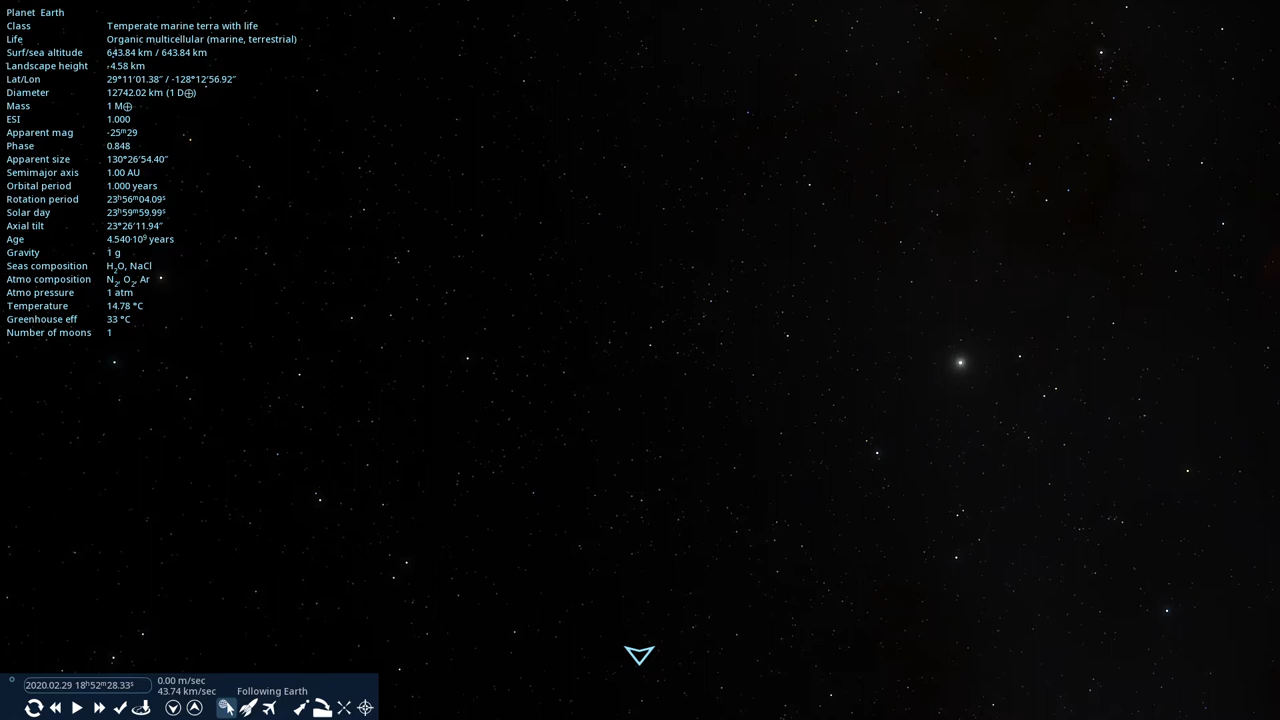 Planet Earth
Class Temperate marine terra with life
Life Organic multicellular (marine, terrestrial)
Surf/sea altitude 643.84 km / 643.84 km
Landscape height -4.58 km
Lat/Lon 29°11′01.38″ / -128°12′56.92″
Diameter 12742.02 km (1 D⊕)
Mass 1 M⊕
ESI 1.000
Apparent mag -25ᵐ29
Phase 0.848
Apparent size 130°26′54.40″
Semimajor axis 1.00 AU
Orbital period 1.000 years
Rotation period 23ʰ56ᵐ04.09ˢ
Solar day 23ʰ59ᵐ59.99ˢ
Axial tilt 23°26′11.94″
Age 4.540·10⁹ years
Gravity 1 g
Seas composition H₂O, NaCl
Atmo composition N₂, O₂, Ar
Atmo pressure 1 atm
Temperature 14.78 °C
Greenhouse eff 33 °C
Number of moons 1
2020.02.29 18ʰ52ᵐ28.33ˢ
0.00 m/sec
43.74 km/sec Following Earth